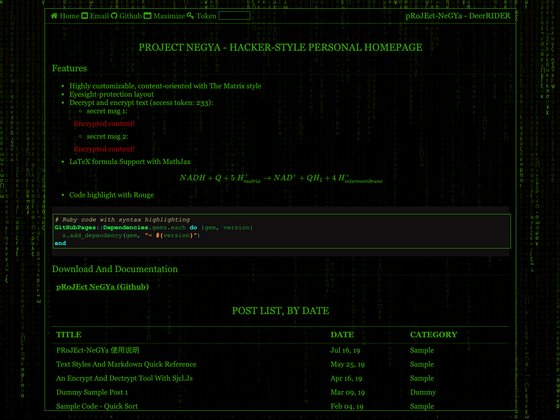 Home Email Github Maximize Token
pRoJEct-NeGYa - DeerRIDER
PROJECT NEGYA - HACKER-STYLE PERSONAL HOMEPAGE
Features
Highly customizable, content-oriented with The Matrix style
Eyesight-protection layout
Decrypt and encrypt text (access token: 233):
secret msg 1:
Encrypted content!
secret msg 2:
Encrypted content!
LaTeX formula Support with MathJax
NADH + Q + 5 H⁺matrix → NAD⁺ + QH₂ + 4 H⁺intermembrane
Code highlight with Rouge
# Ruby code with syntax highlighting
GitHubPages::Dependencies.gems.each do |gem, version|
s.add_dependency(gem, "= #{version}")
end
Download And Documentation
pRoJEct NeGYa (Github)
POST LIST, BY DATE
TITLE DATE CATEGORY
PRoJEct-NeGYa 使用说明 Jul 16, 19 Sample
Text Styles And Markdown Quick Reference May 25, 19 Sample
An Encrypt And Dectrypt Tool With Sjcl.Js Apr 16, 19 Sample
Dummy Sample Post 1 Mar 09, 19 Dummy
Sample Code - Quick Sort Feb 04, 19 Sample